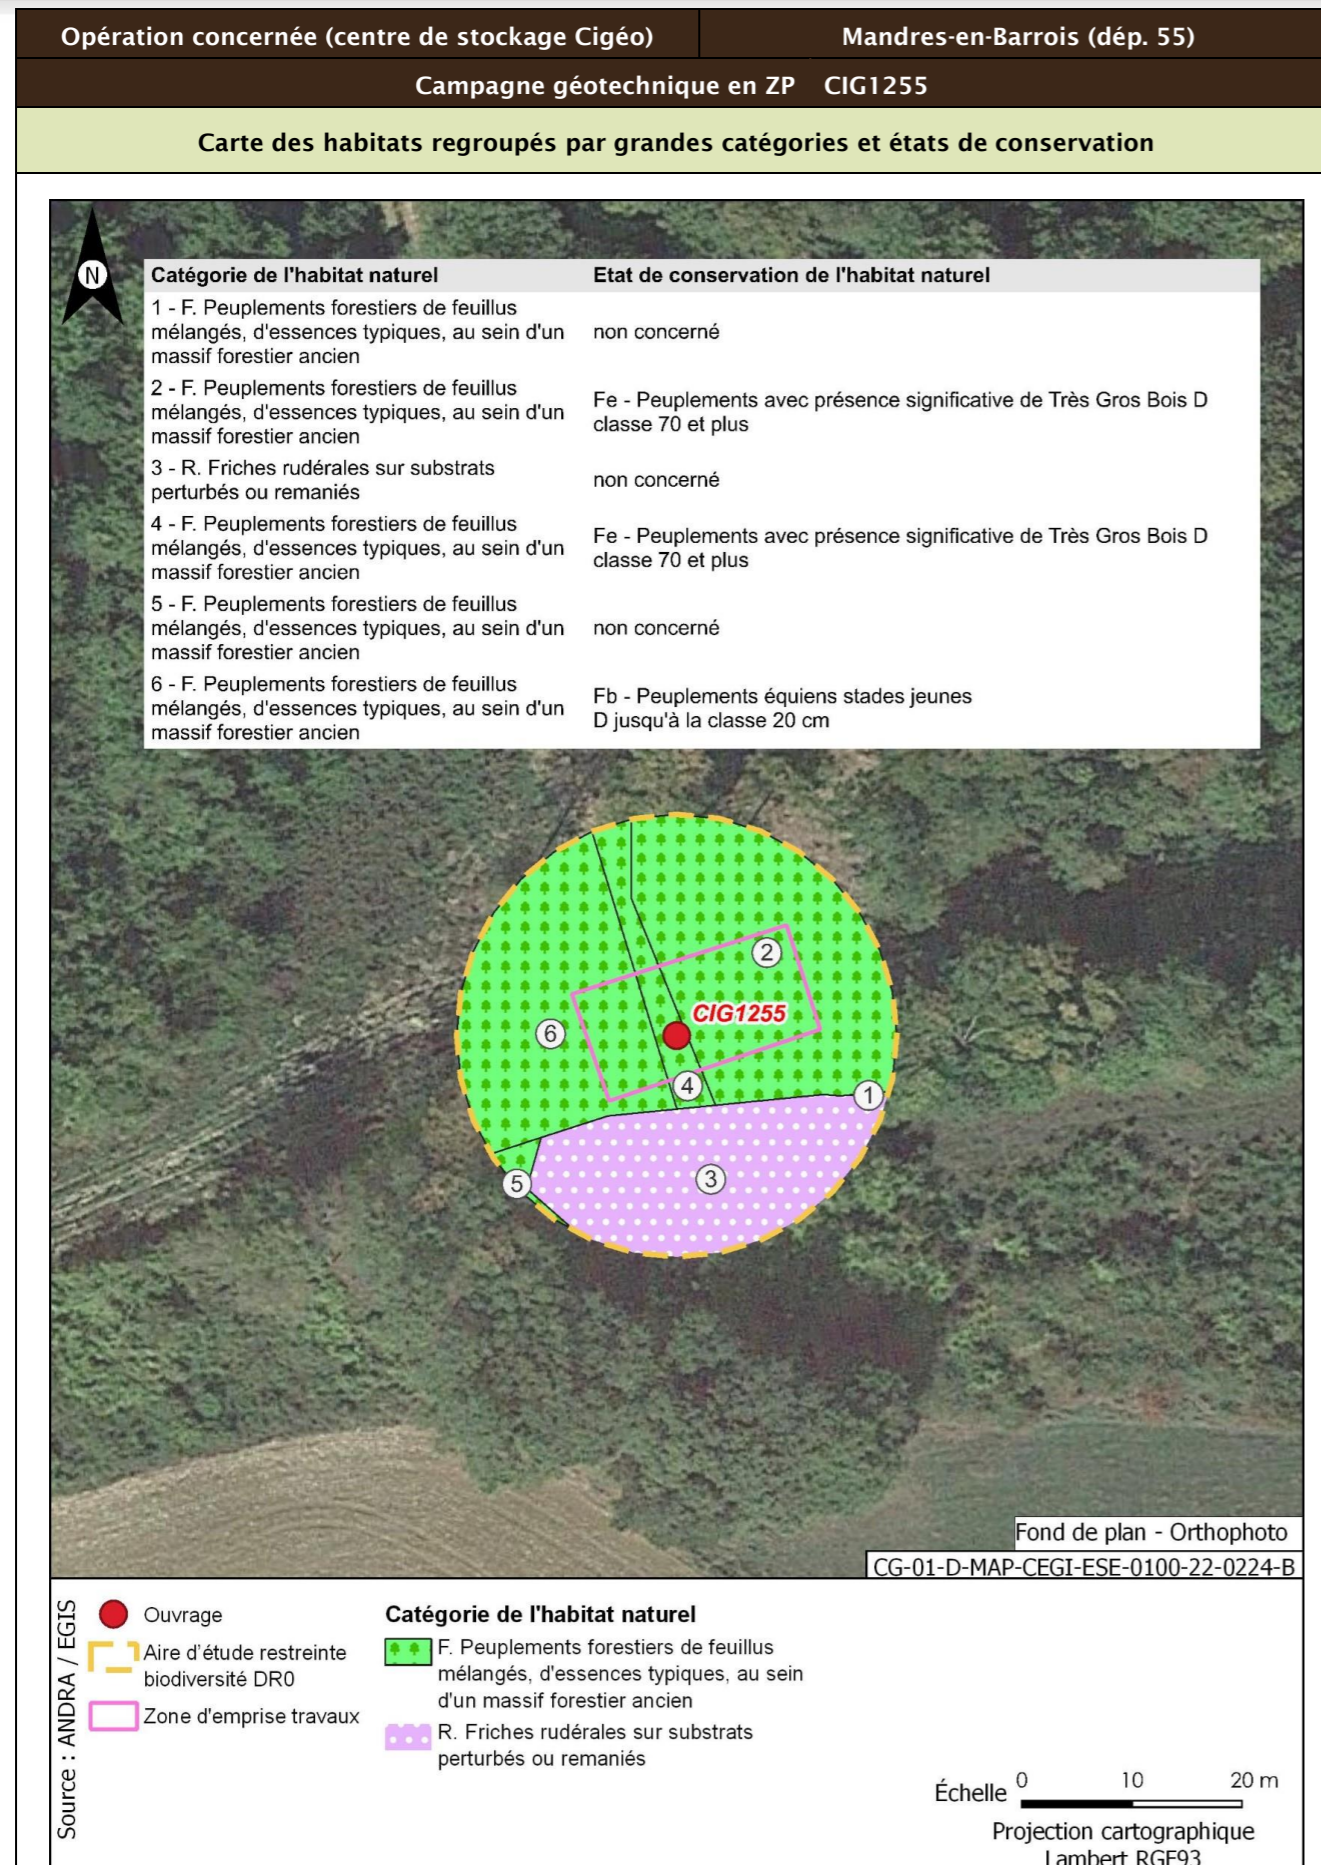 Opération concernée (centre de stockage Cigéo)
Mandres-en-Barrois (dép. 55)
Campagne géotechnique en ZP CIG1255
Carte des habitats regroupés par grandes catégories et états de conservation
N
Catégorie de l'habitat naturel
Etat de conservation de l'habitat naturel
1 - F. Peuplements forestiers de feuillus
mélangés, d'essences typiques, au sein d'un
massif forestier ancien
non concerné
2 - F. Peuplements forestiers de feuillus
mélangés, d'essences typiques, au sein d'un
massif forestier ancien
Fe - Peuplements avec présence significative de Très Gros Bois D
classe 70 et plus
3 - R. Friches rudérales sur substrats
perturbés ou remaniés
non concerné
4 - F. Peuplements forestiers de feuillus
mélangés, d'essences typiques, au sein d'un
massif forestier ancien
Fe - Peuplements avec présence significative de Très Gros Bois D
classe 70 et plus
5 - F. Peuplements forestiers de feuillus
mélangés, d'essences typiques, au sein d'un
massif forestier ancien
non concerné
6 - F. Peuplements forestiers de feuillus
mélangés, d'essences typiques, au sein d'un
massif forestier ancien
Fb - Peuplements équiens stades jeunes
D jusqu'à la classe 20 cm
2
CIG1255
6
4
1
3
5
Fond de plan - Orthophoto
CG-01-D-MAP-CEGI-ESE-0100-22-0224-B
Source : ANDRA / EGIS
Ouvrage
Aire d'étude restreinte
biodiversité DR0
Zone d'emprise travaux
Catégorie de l'habitat naturel
F. Peuplements forestiers de feuillus
mélangés, d'essences typiques, au sein
d'un massif forestier ancien
R. Friches rudérales sur substrats
perturbés ou remaniés
Échelle 0 10 20 m
Projection cartographique
Lambert RGF93